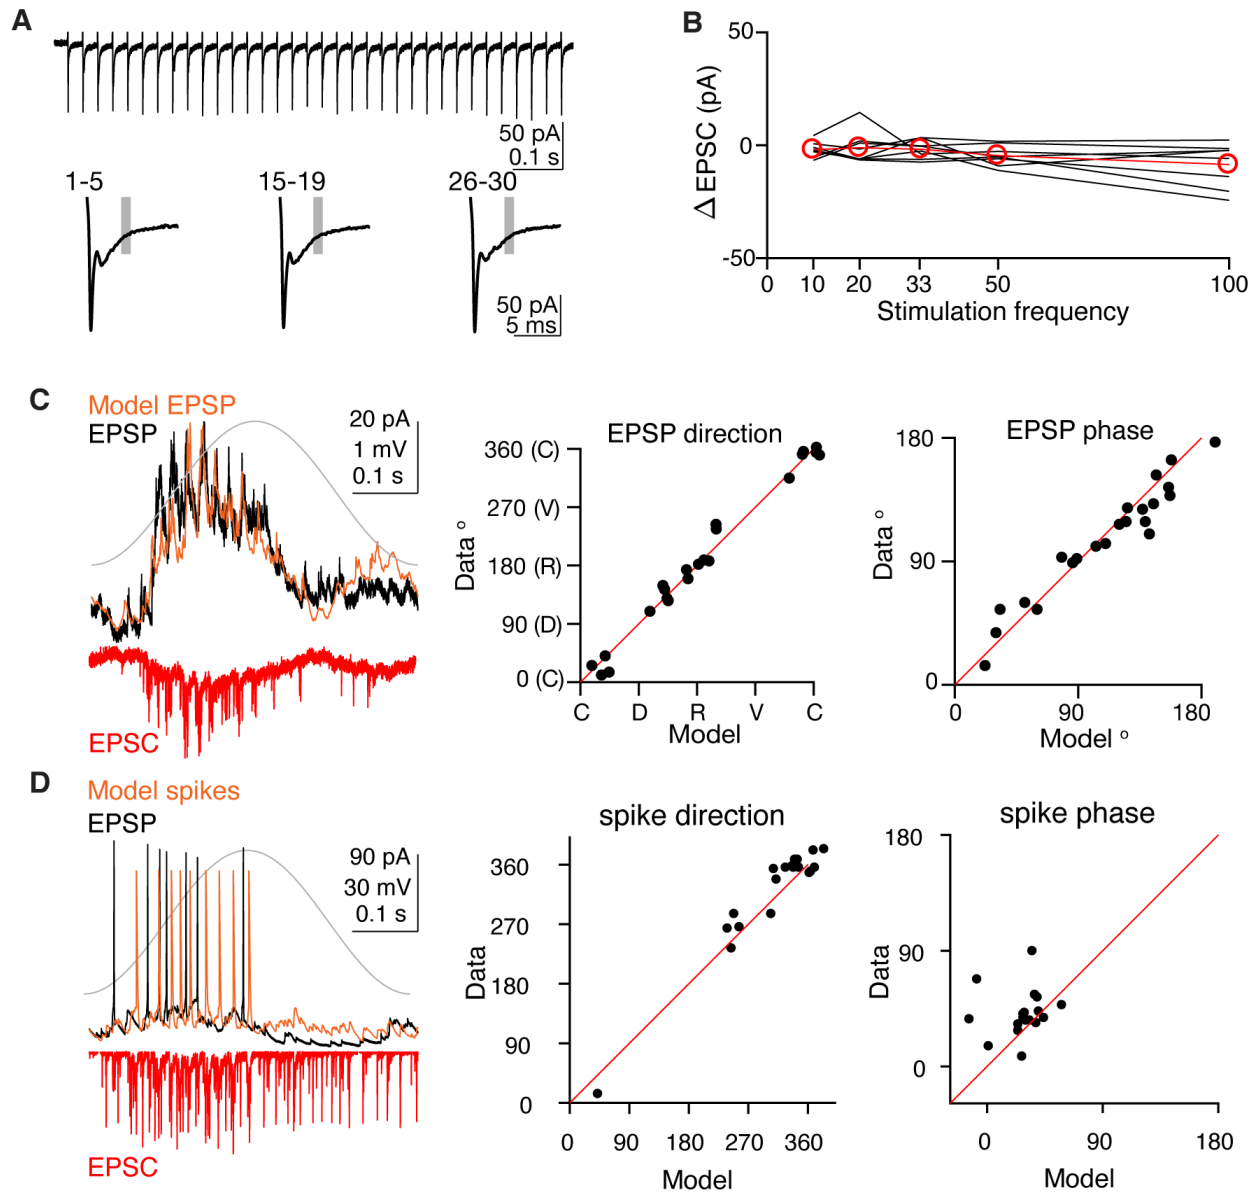 A
50 pA
0.1 s
1-5
15-19
26-30
50 pA
5 ms
B
50
0
-50
Δ EPSC (pA)
0 10 20 33 50 100
Stimulation frequency
C
Model EPSP
EPSP
20 pA
1 mV
0.1 s
EPSC
EPSP direction
360 (C)
270 (V)
180 (R)
90 (D)
0 (C)
Data º
C D R V C
Model
EPSP phase
180
90
0
Data º
0 90 180
Model º
D
Model spikes
EPSP
90 pA
30 mV
0.1 s
EPSC
spike direction
360
270
180
90
0
Data
0 90 180 270 360
Model
spike phase
180
90
0
Data
0 90 180
Model